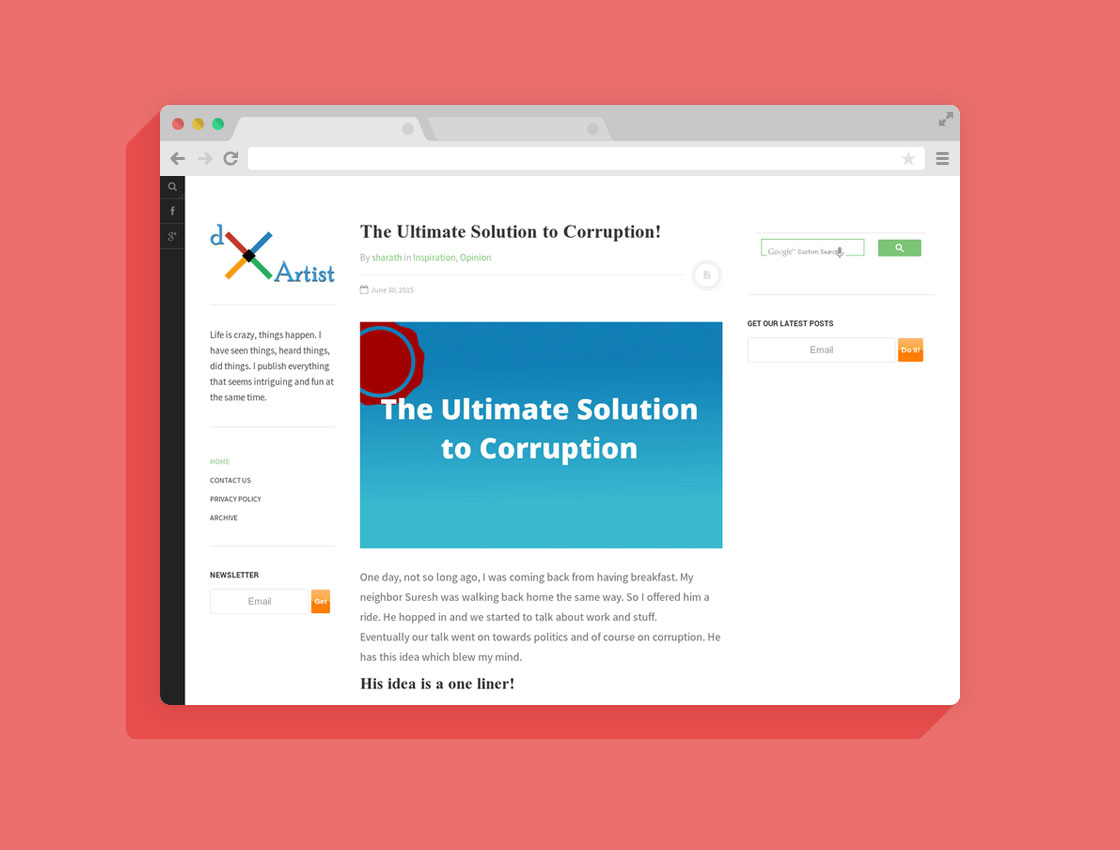 d
Artist
Life is crazy, things happen. I
have seen things, heard things,
did things. I publish everything
that seems intriguing and fun at
the same time.
HOME
CONTACT US
PRIVACY POLICY
ARCHIVE
NEWSLETTER
Email
Get
The Ultimate Solution to Corruption!
By sharath in Inspiration, Opinion
June 30, 2015
The Ultimate Solution
to Corruption
One day, not so long ago, I was coming back from having breakfast. My
neighbor Suresh was walking back home the same way. So I offered him a
ride. He hopped in and we started to talk about work and stuff.
Eventually our talk went on towards politics and of course on corruption. He
has this idea which blew my mind.
His idea is a one liner!
Google™ Custom Search
GET OUR LATEST POSTS
Email
Do It!